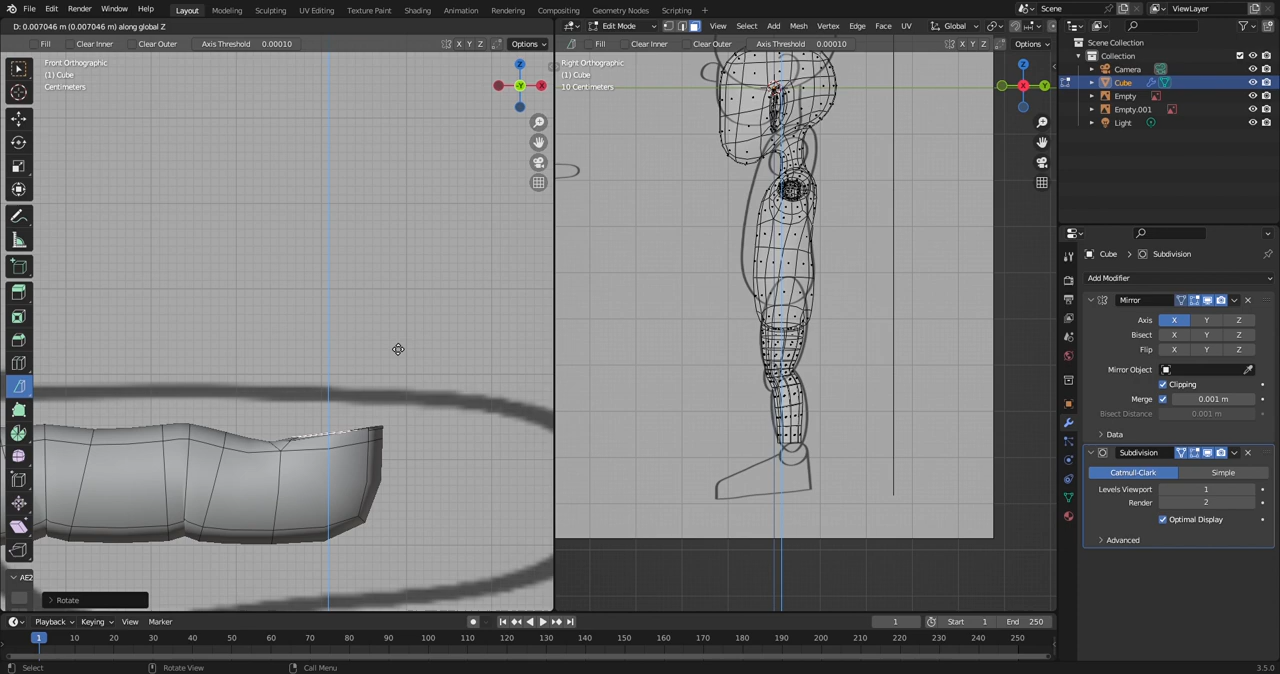 File Edit Render Window Help Layout Modeling Sculpting UV Editing Texture Paint Shading Animation Rendering Compositing Geometry Nodes Scripting + Scene ViewLayer
D: 0.007046 m (0.007046 m) along global Z
Edit Mode View Select Add Mesh Vertex Edge Face UV Global
Fill Clear Inner Clear Outer Axis Threshold 0.00010 X Y Z Options
Fill Clear Inner Clear Outer Axis Threshold 0.00010 X Y Z Options
Front Orthographic
(1) Cube
Centimeters
Z
-Y
X
Right Orthographic
(1) Cube
10 Centimeters
Z
X
Y
Scene Collection
Collection
Camera
Cube
Empty
Empty.001
Light
Cube > Subdivision
Add Modifier
Mirror
Axis X Y Z
Bisect X Y Z
Flip X Y Z
Mirror Object
Clipping
Merge 0.001 m
Bisect Distance 0.001 m
Data
Subdivision
Catmull-Clark Simple
Levels Viewport 1
Render 2
Optimal Display
Advanced
AE2
Rotate
Playback Keying View Marker 1 Start 1 End 250
1 10 20 30 40 50 60 70 80 90 100 110 120 130 140 150 160 170 180 190 200 210 220 230 240 250
Select Rotate View Call Menu 3.5.0